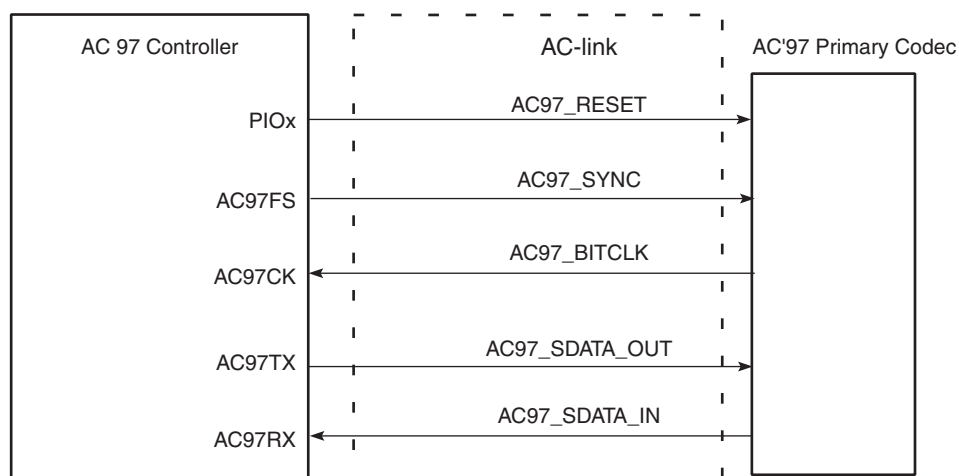 AC 97 Controller
AC-link
AC'97 Primary Codec
PIOx
AC97_RESET
AC97FS
AC97_SYNC
AC97CK
AC97_BITCLK
AC97TX
AC97_SDATA_OUT
AC97RX
AC97_SDATA_IN